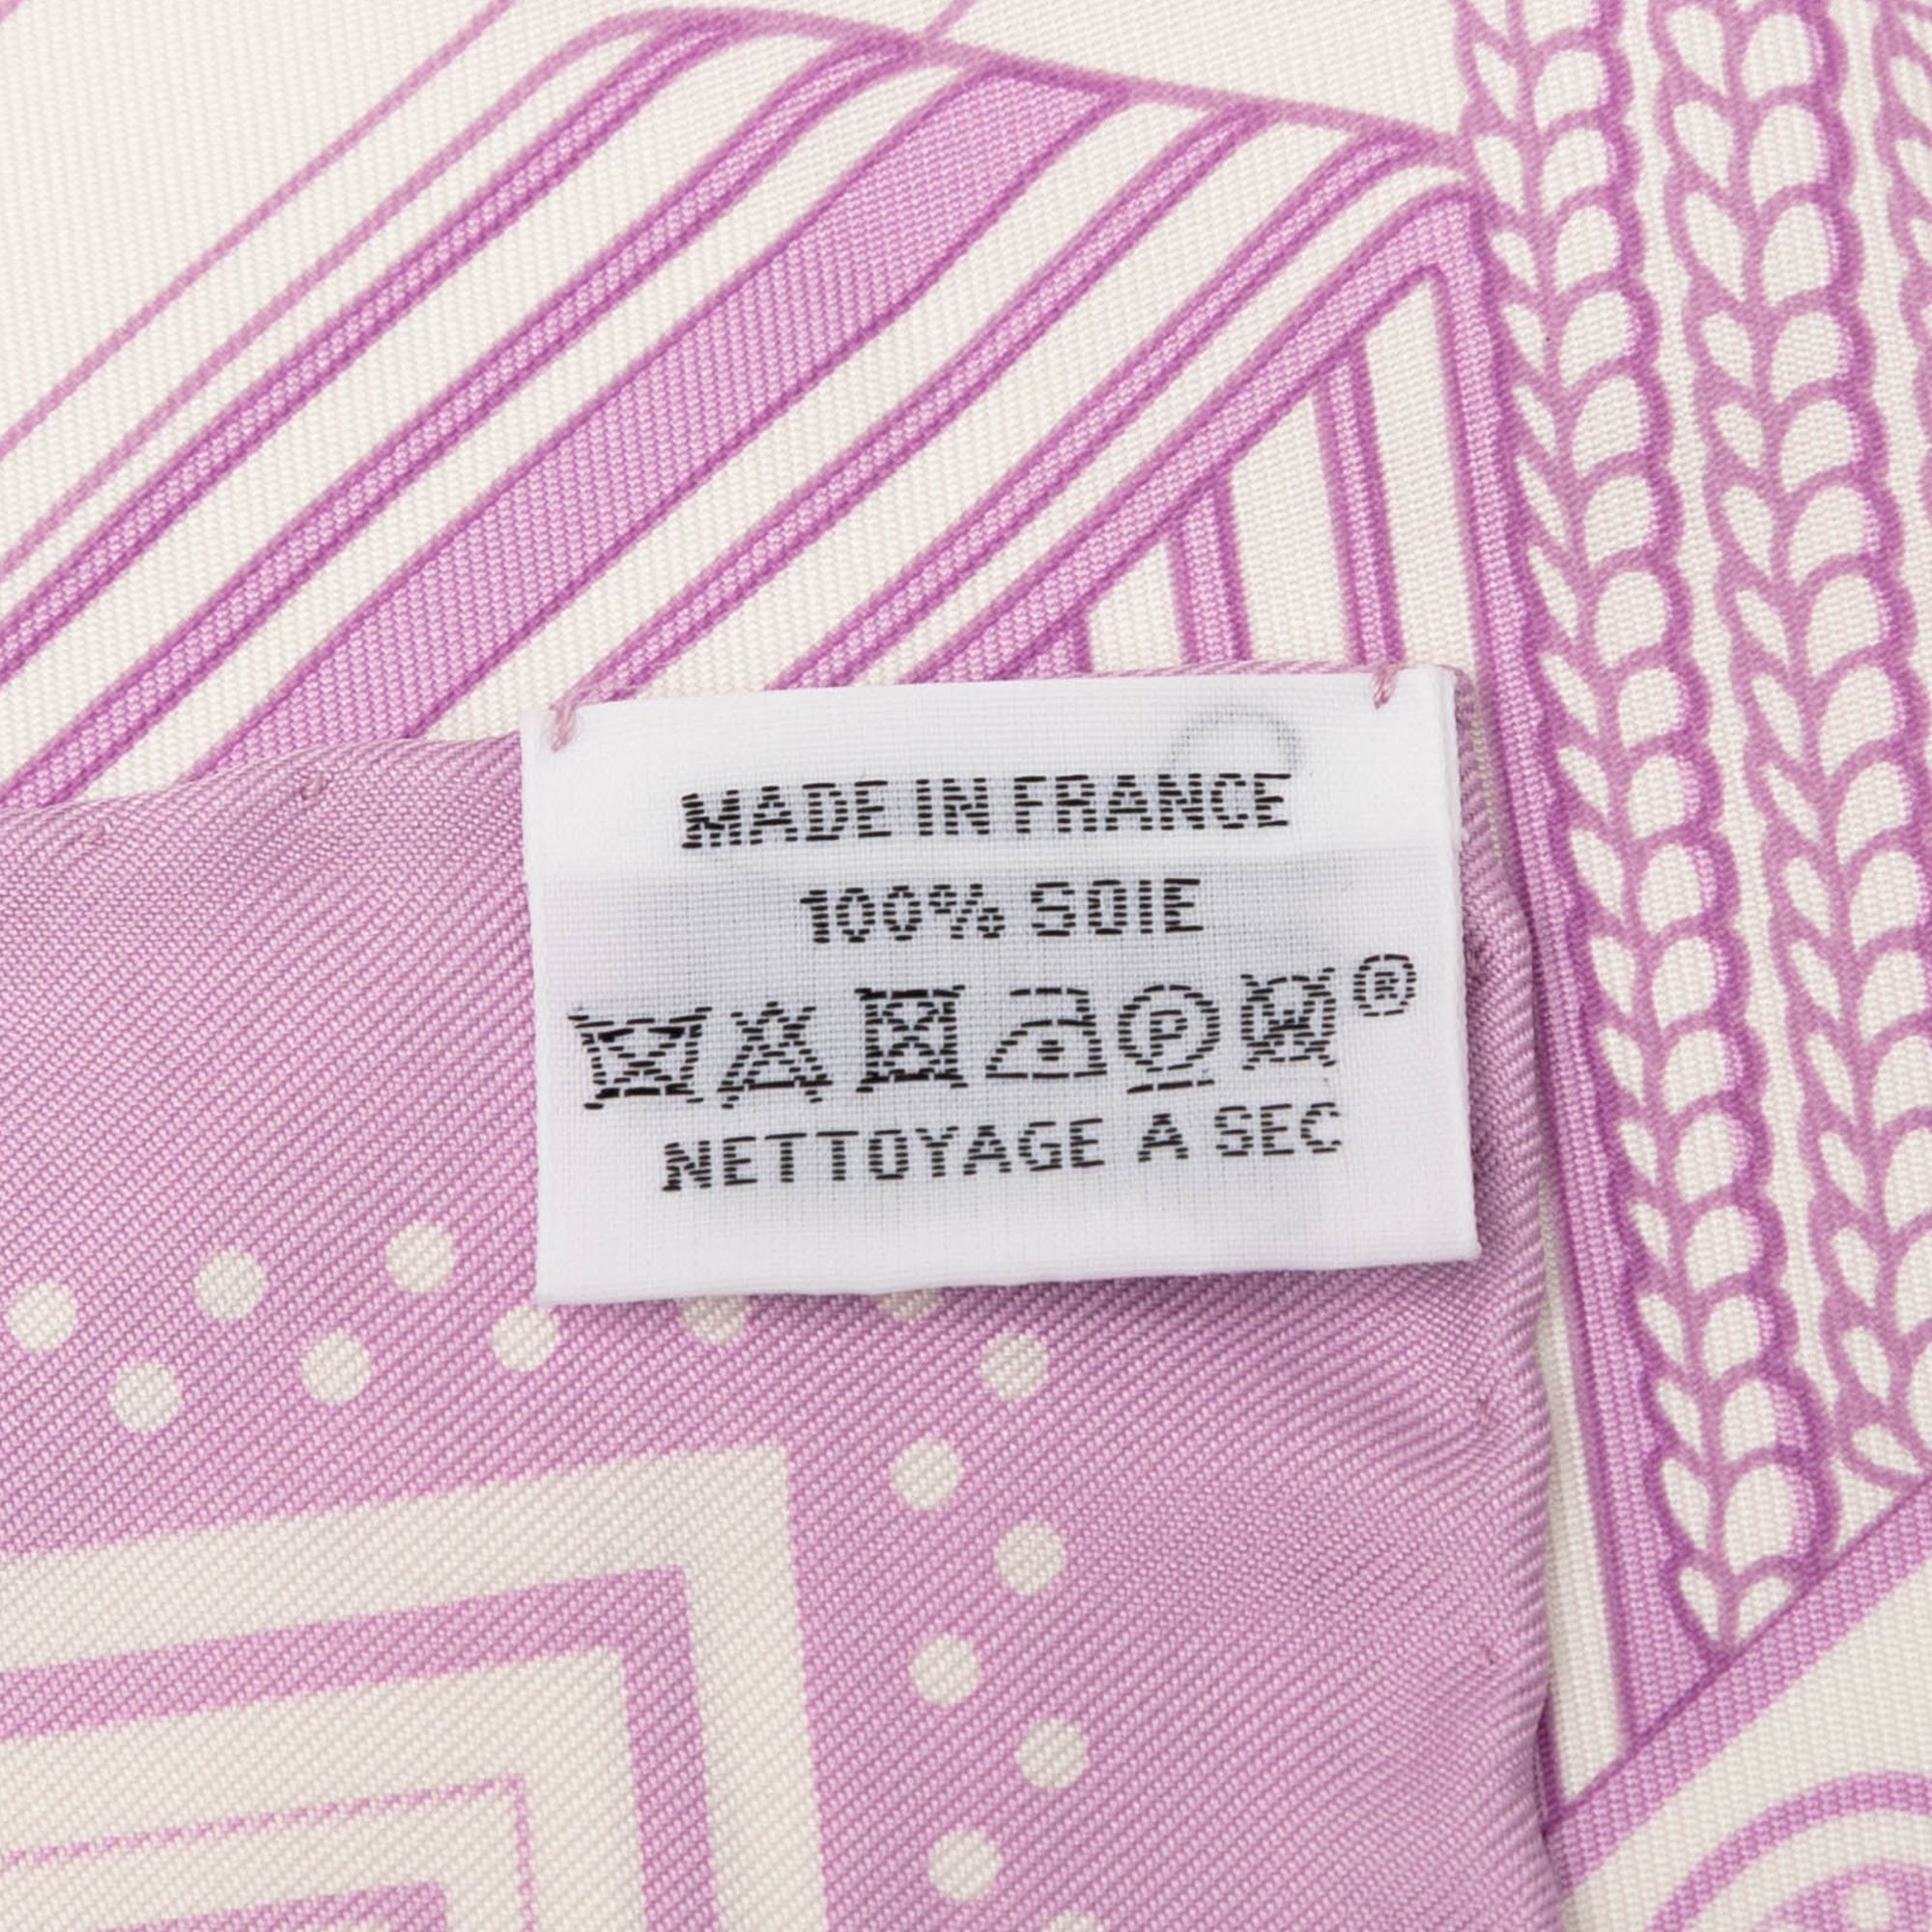 MADE IN FRANCE
100% SOIE
P W ®
NETTOYAGE A SEC